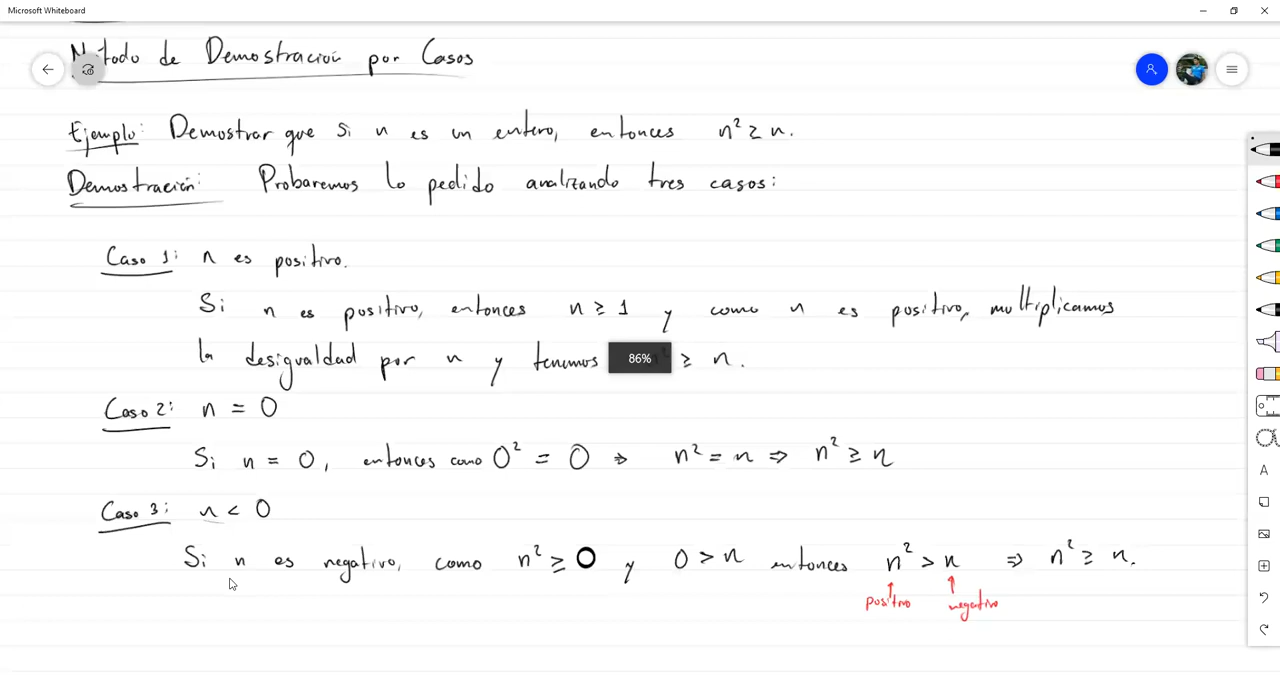 Microsoft Whiteboard
Método de Demostración por Casos
Ejemplo: Demostrar que si n es un entero, entonces n² ≥ n.
Demostración: Probaremos lo pedido analizando tres casos:
Caso 1: n es positivo.
Si n es positivo, entonces n ≥ 1 y como n es positivo, multiplicamos
la desigualdad por n y tenemos ² ≥ n.
86%
Caso 2: n = 0
Si n = 0, entonces como 0² = 0 ⇒ n² = n ⇒ n² ≥ n
Caso 3: n < 0
Si n es negativo, como n² ≥ 0 y 0 > n entonces n² > n ⇒ n² ≥ n.
positivo negativo
A